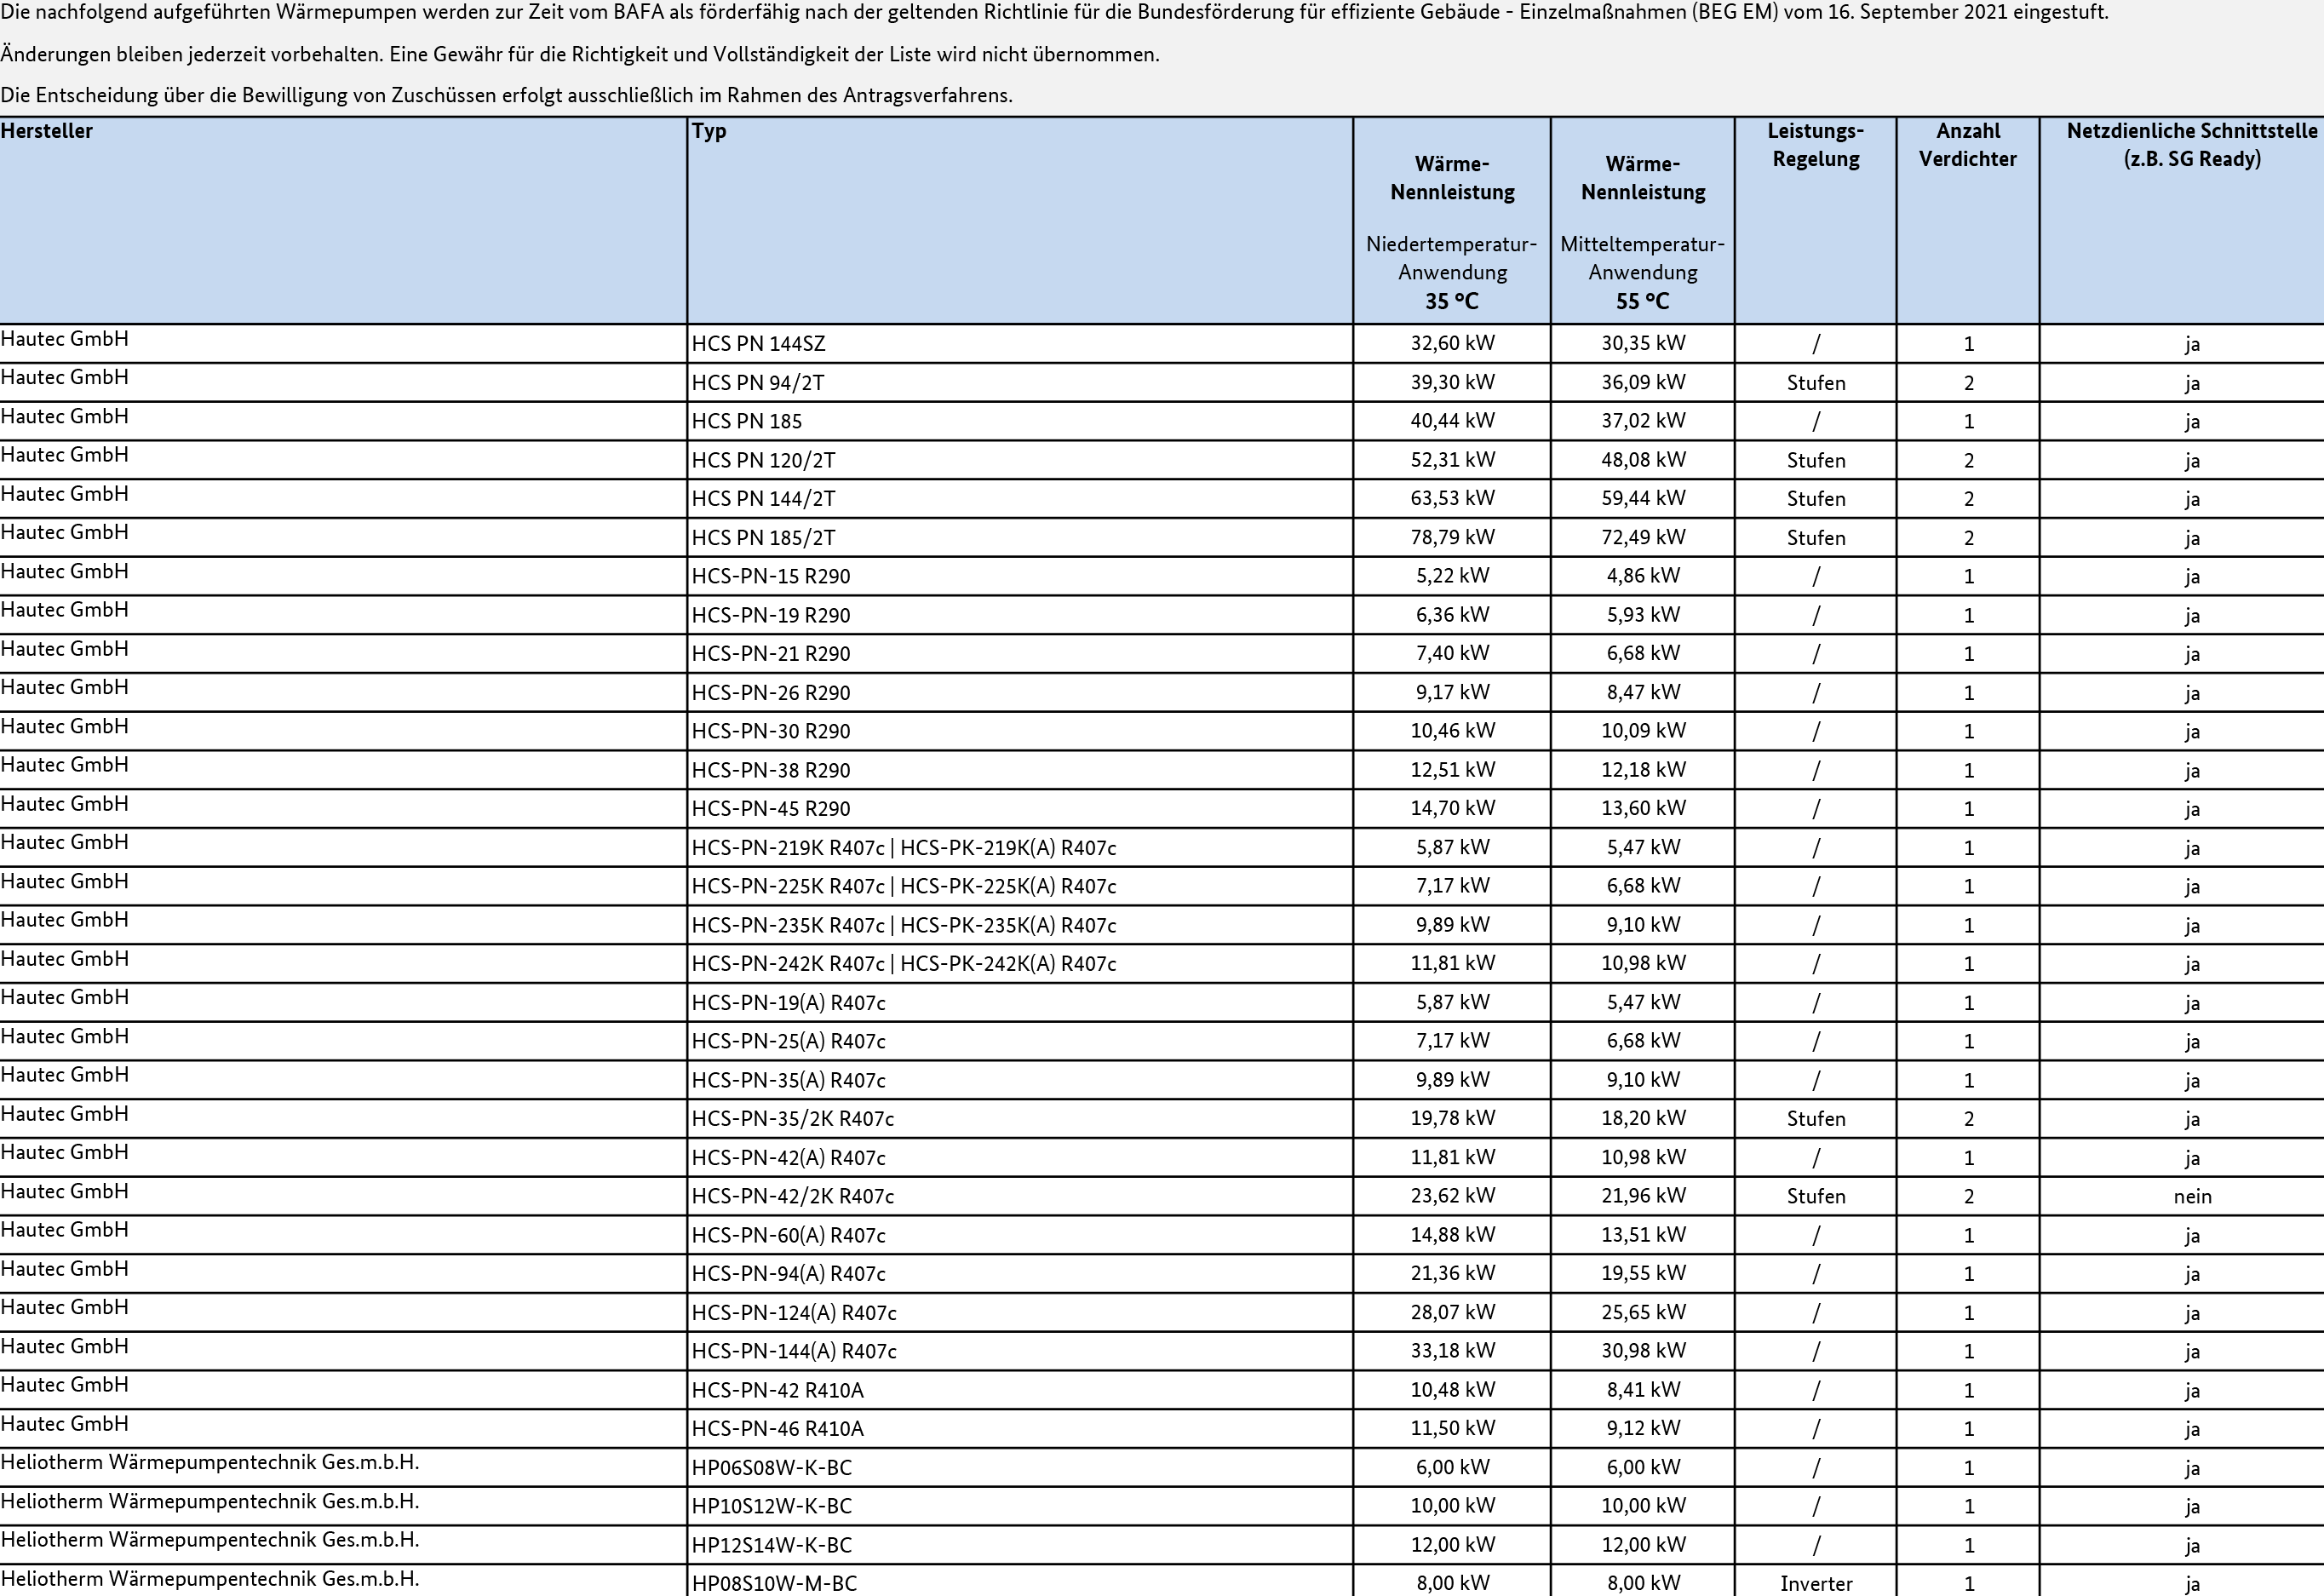 Die nachfolgend aufgeführten Wärmepumpen werden zur Zeit vom BAFA als förderfähig nach der geltenden Richtlinie für die Bundesförderung für effiziente Gebäude - Einzelmaßnahmen (BEG EM) vom 16. September 2021 eingestuft.
Änderungen bleiben jederzeit vorbehalten. Eine Gewähr für die Richtigkeit und Vollständigkeit der Liste wird nicht übernommen.
Die Entscheidung über die Bewilligung von Zuschüssen erfolgt ausschließlich im Rahmen des Antragsverfahrens.
Hersteller Typ Wärme-Nennleistung Niedertemperatur-Anwendung 35 °C Wärme-Nennleistung Mitteltemperatur-Anwendung 55 °C Leistungs-Regelung Anzahl Verdichter Netzdienliche Schnittstelle (z.B. SG Ready)
Hautec GmbH HCS PN 144SZ 32,60 kW 30,35 kW / 1 ja
Hautec GmbH HCS PN 94/2T 39,30 kW 36,09 kW Stufen 2 ja
Hautec GmbH HCS PN 185 40,44 kW 37,02 kW / 1 ja
Hautec GmbH HCS PN 120/2T 52,31 kW 48,08 kW Stufen 2 ja
Hautec GmbH HCS PN 144/2T 63,53 kW 59,44 kW Stufen 2 ja
Hautec GmbH HCS PN 185/2T 78,79 kW 72,49 kW Stufen 2 ja
Hautec GmbH HCS-PN-15 R290 5,22 kW 4,86 kW / 1 ja
Hautec GmbH HCS-PN-19 R290 6,36 kW 5,93 kW / 1 ja
Hautec GmbH HCS-PN-21 R290 7,40 kW 6,68 kW / 1 ja
Hautec GmbH HCS-PN-26 R290 9,17 kW 8,47 kW / 1 ja
Hautec GmbH HCS-PN-30 R290 10,46 kW 10,09 kW / 1 ja
Hautec GmbH HCS-PN-38 R290 12,51 kW 12,18 kW / 1 ja
Hautec GmbH HCS-PN-45 R290 14,70 kW 13,60 kW / 1 ja
Hautec GmbH HCS-PN-219K R407c | HCS-PK-219K(A) R407c 5,87 kW 5,47 kW / 1 ja
Hautec GmbH HCS-PN-225K R407c | HCS-PK-225K(A) R407c 7,17 kW 6,68 kW / 1 ja
Hautec GmbH HCS-PN-235K R407c | HCS-PK-235K(A) R407c 9,89 kW 9,10 kW / 1 ja
Hautec GmbH HCS-PN-242K R407c | HCS-PK-242K(A) R407c 11,81 kW 10,98 kW / 1 ja
Hautec GmbH HCS-PN-19(A) R407c 5,87 kW 5,47 kW / 1 ja
Hautec GmbH HCS-PN-25(A) R407c 7,17 kW 6,68 kW / 1 ja
Hautec GmbH HCS-PN-35(A) R407c 9,89 kW 9,10 kW / 1 ja
Hautec GmbH HCS-PN-35/2K R407c 19,78 kW 18,20 kW Stufen 2 ja
Hautec GmbH HCS-PN-42(A) R407c 11,81 kW 10,98 kW / 1 ja
Hautec GmbH HCS-PN-42/2K R407c 23,62 kW 21,96 kW Stufen 2 nein
Hautec GmbH HCS-PN-60(A) R407c 14,88 kW 13,51 kW / 1 ja
Hautec GmbH HCS-PN-94(A) R407c 21,36 kW 19,55 kW / 1 ja
Hautec GmbH HCS-PN-124(A) R407c 28,07 kW 25,65 kW / 1 ja
Hautec GmbH HCS-PN-144(A) R407c 33,18 kW 30,98 kW / 1 ja
Hautec GmbH HCS-PN-42 R410A 10,48 kW 8,41 kW / 1 ja
Hautec GmbH HCS-PN-46 R410A 11,50 kW 9,12 kW / 1 ja
Heliotherm Wärmepumpentechnik Ges.m.b.H. HP06S08W-K-BC 6,00 kW 6,00 kW / 1 ja
Heliotherm Wärmepumpentechnik Ges.m.b.H. HP10S12W-K-BC 10,00 kW 10,00 kW / 1 ja
Heliotherm Wärmepumpentechnik Ges.m.b.H. HP12S14W-K-BC 12,00 kW 12,00 kW / 1 ja
Heliotherm Wärmepumpentechnik Ges.m.b.H. HP08S10W-M-BC 8,00 kW 8,00 kW Inverter 1 ja